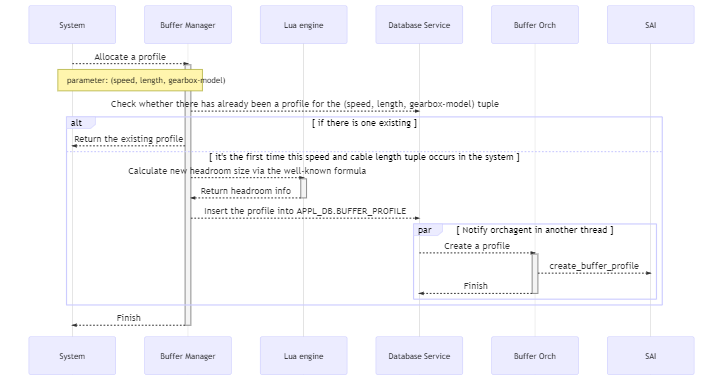 System
Buffer Manager
Lua engine
Database Service
Buffer Orch
SAI
Allocate a profile
parameter: (speed, length, gearbox-model)
Check whether there has already been a profile for the (speed, length, gearbox-model) tuple
alt
[ if there is one existing ]
Return the existing profile
[ it's the first time this speed and cable length tuple occurs in the system ]
Calculate new headroom size via the well-known formula
Return headroom info
Insert the profile into APPL_DB.BUFFER_PROFILE
par
[ Notify orchagent in another thread ]
Create a profile
create_buffer_profile
Finish
Finish
System
Buffer Manager
Lua engine
Database Service
Buffer Orch
SAI